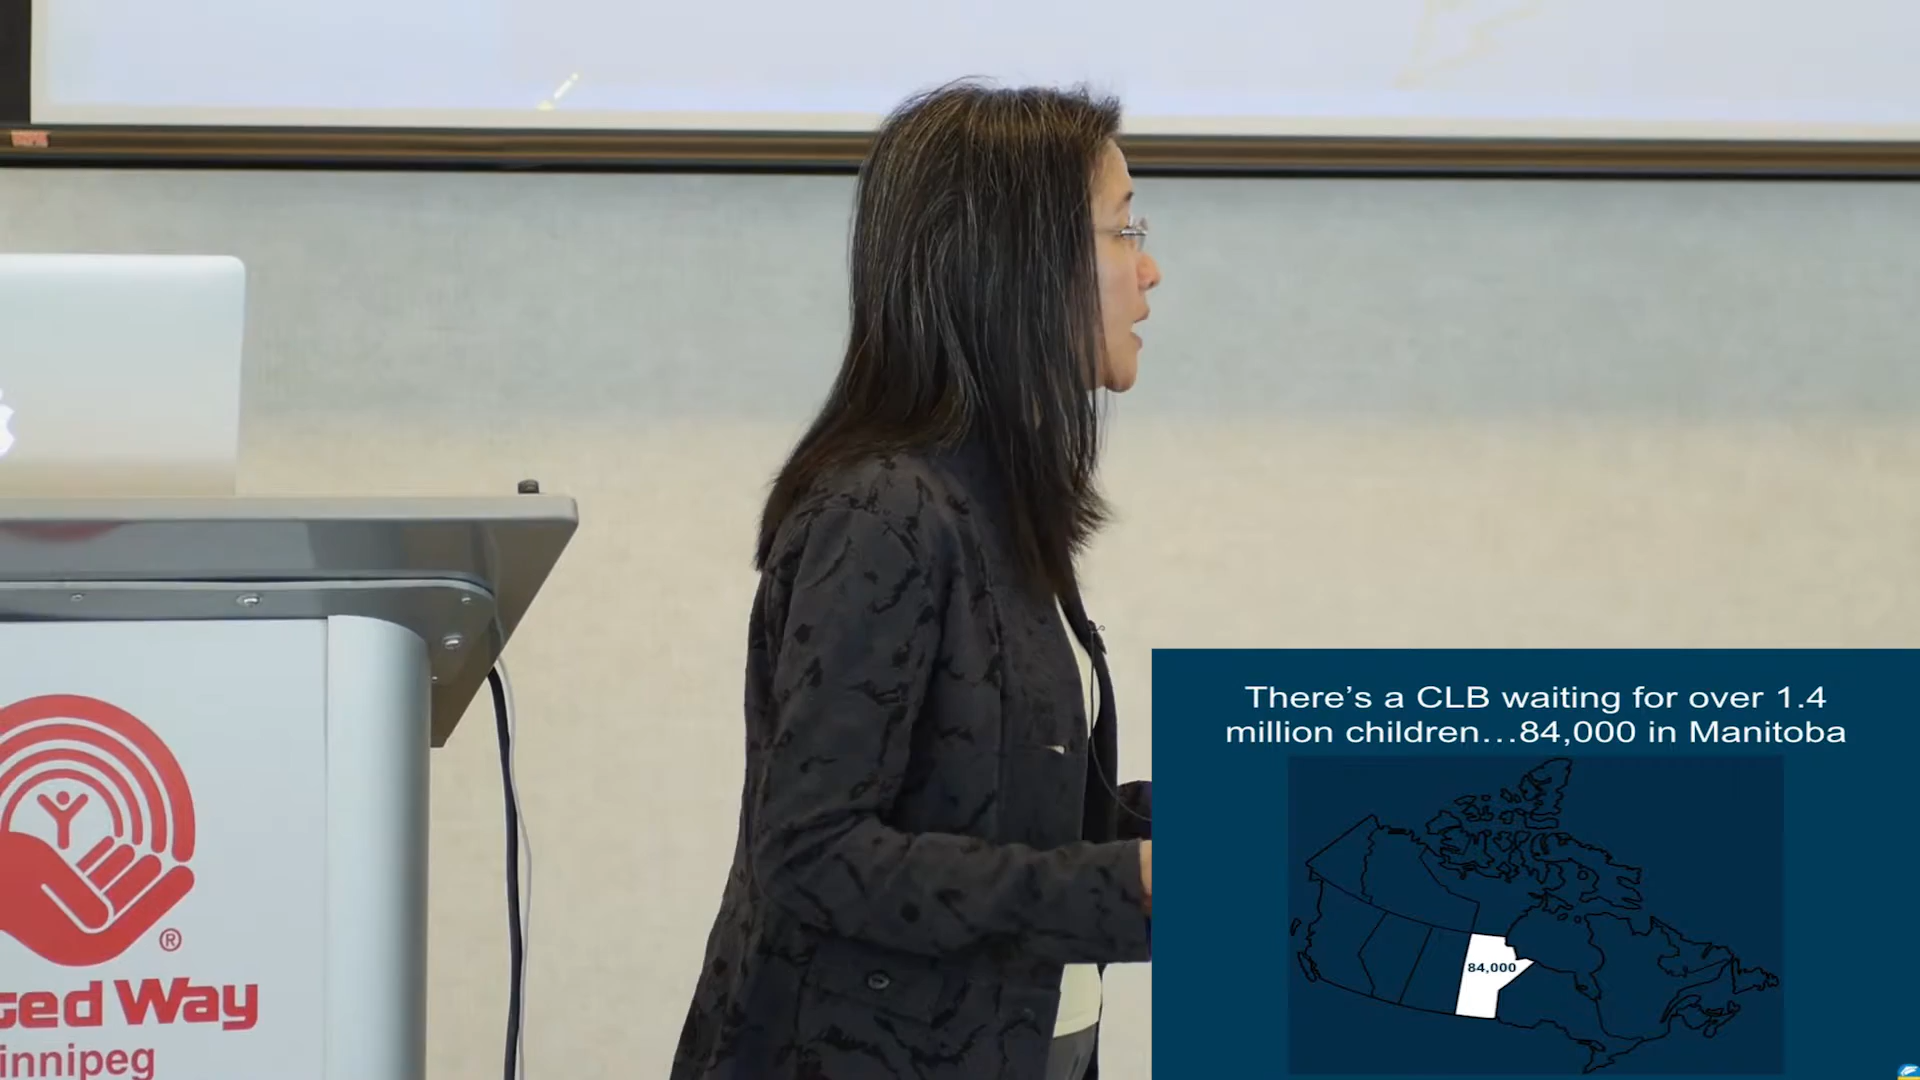 There's a CLB waiting for over 1.4
million children...84,000 in Manitoba
84,000
ted Way
innipeg
®